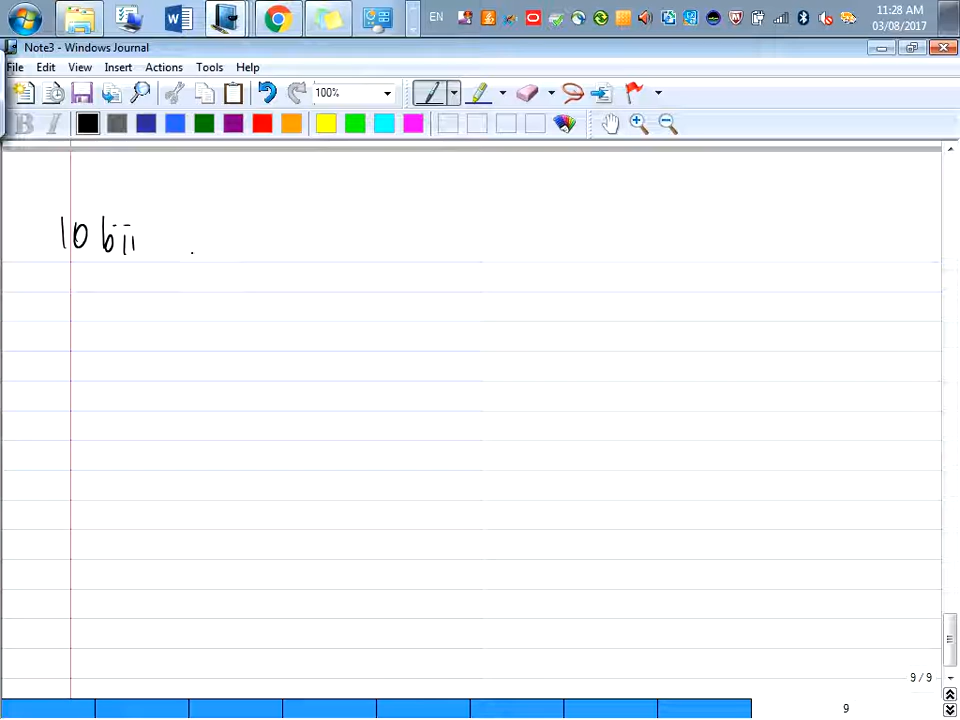 EN
11:28 AM
03/08/2017
Note3 - Windows Journal
File Edit View Insert Actions Tools Help
100%
B I
10 bii
9 / 9
9